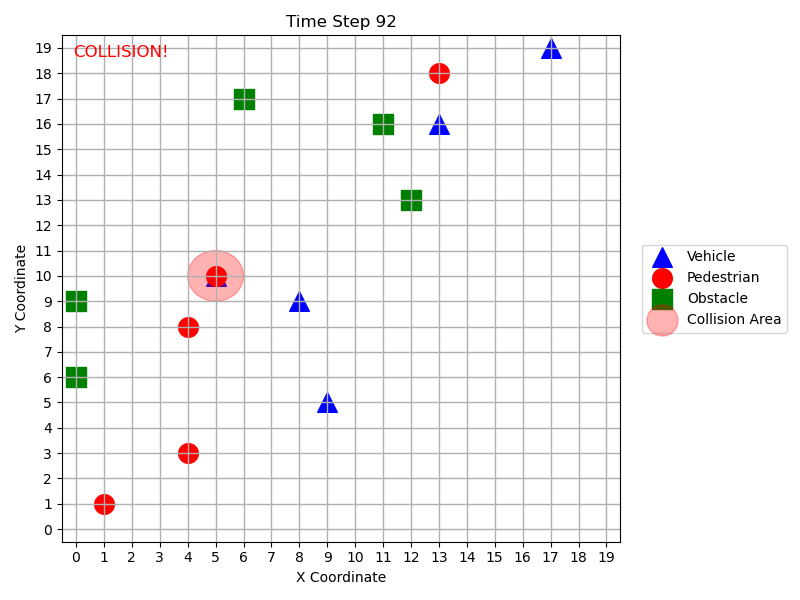 Time Step 92
COLLISION!
19
18
17
16
15
14
13
12
11
10
9
8
7
6
5
4
3
2
1
0
Y Coordinate
0 1 2 3 4 5 6 7 8 9 10 11 12 13 14 15 16 17 18 19
X Coordinate
Vehicle
Pedestrian
Obstacle
Collision Area